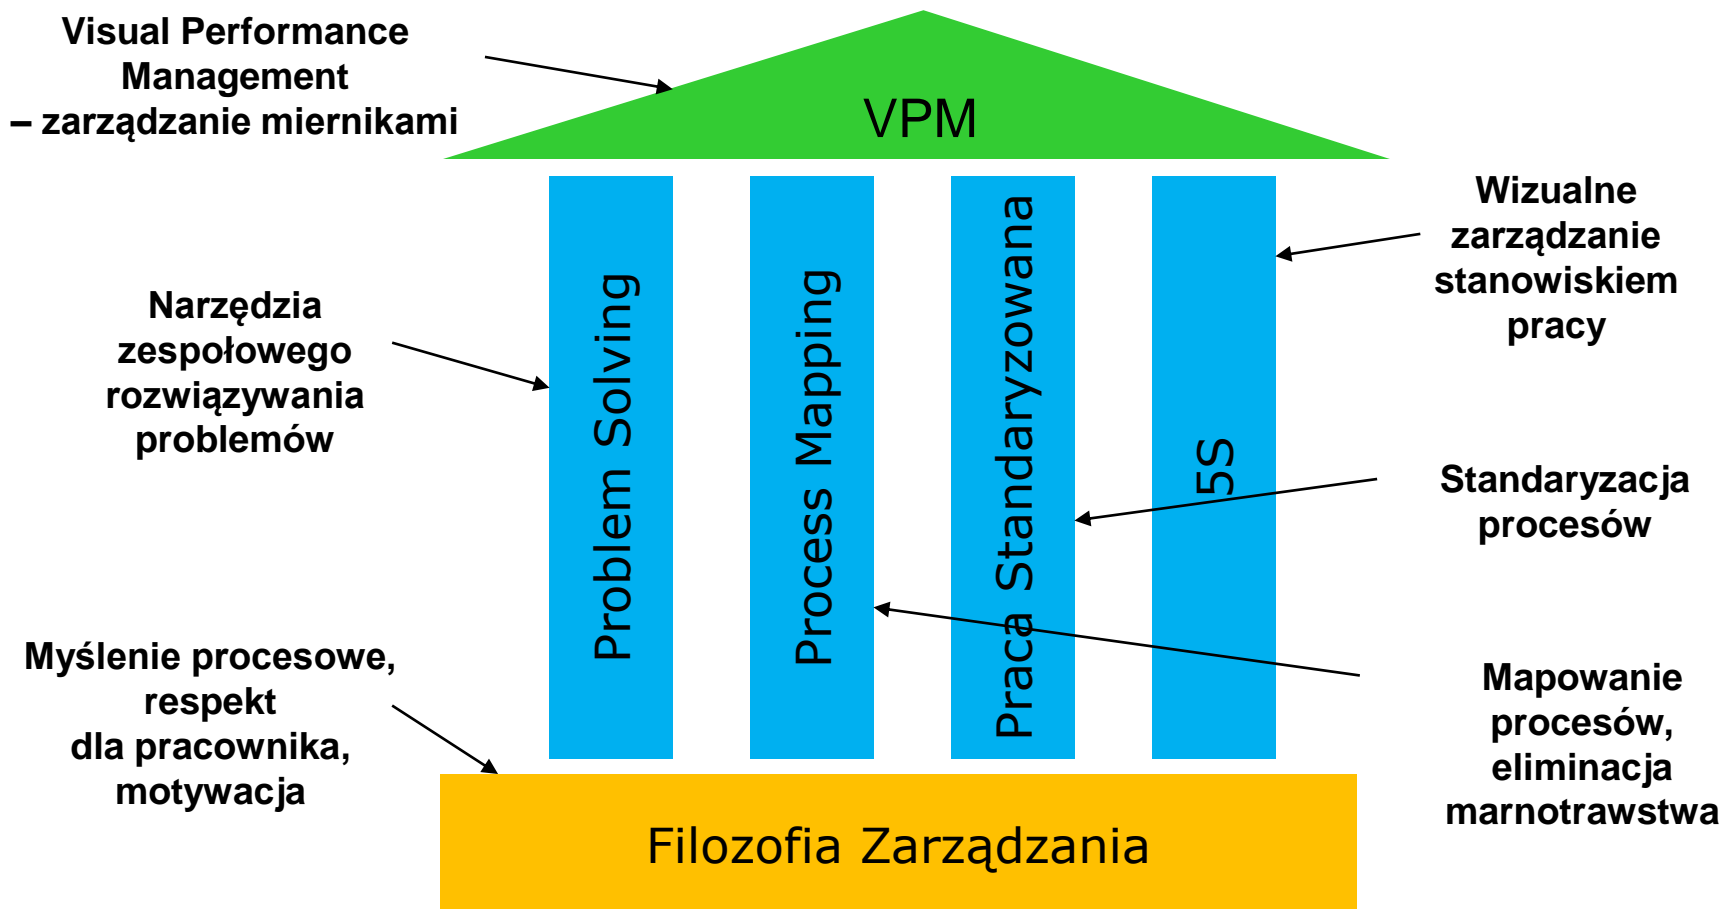 Visual Performance
Management
– zarządzanie miernikami
VPM
Narzędzia
zespołowego
rozwiązywania
problemów
Myślenie procesowe,
respekt
dla pracownika,
motywacja
Problem Solving
Process Mapping
Praca Standaryzowana
5S
Wizualne
zarządzanie
stanowiskiem
pracy
Standaryzacja
procesów
Mapowanie
procesów,
eliminacja
marnotrawstwa
Filozofia Zarządzania